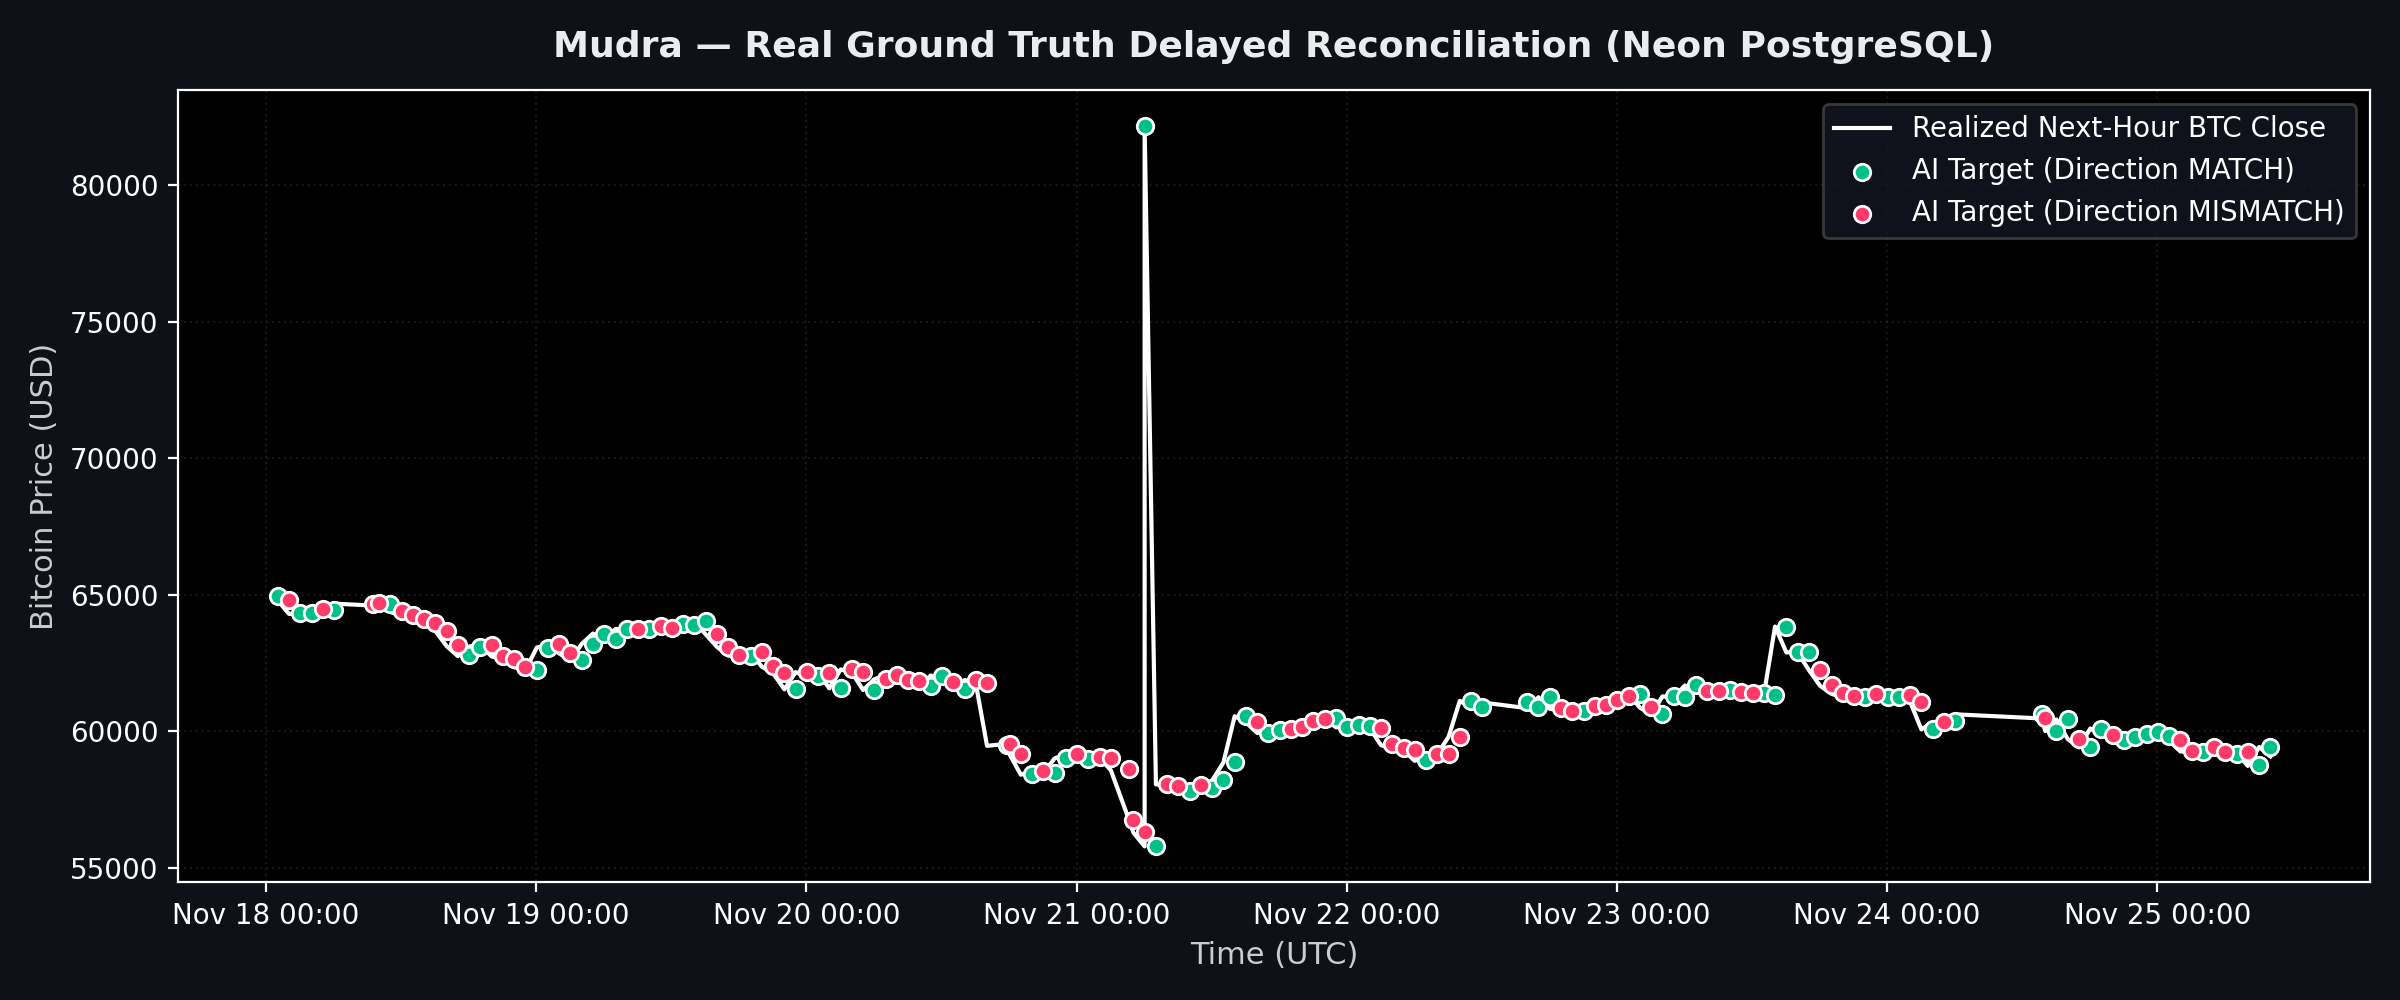 Mudra — Real Ground Truth Delayed Reconciliation (Neon PostgreSQL)
Realized Next-Hour BTC Close
AI Target (Direction MATCH)
AI Target (Direction MISMATCH)
Bitcoin Price (USD)
80000
75000
70000
65000
60000
55000
Nov 18 00:00 Nov 19 00:00 Nov 20 00:00 Nov 21 00:00 Nov 22 00:00 Nov 23 00:00 Nov 24 00:00 Nov 25 00:00
Time (UTC)